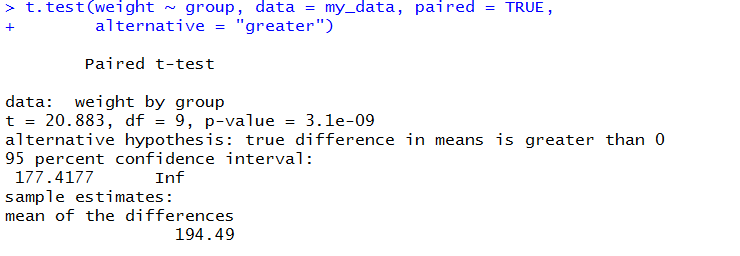 > t.test(weight ~ group, data = my_data, paired = TRUE,
+        alternative = "greater")
Paired t-test
data:  weight by group
t = 20.883, df = 9, p-value = 3.1e-09
alternative hypothesis: true difference in means is greater than 0
95 percent confidence interval:
177.4177      Inf
sample estimates:
mean of the differences
194.49